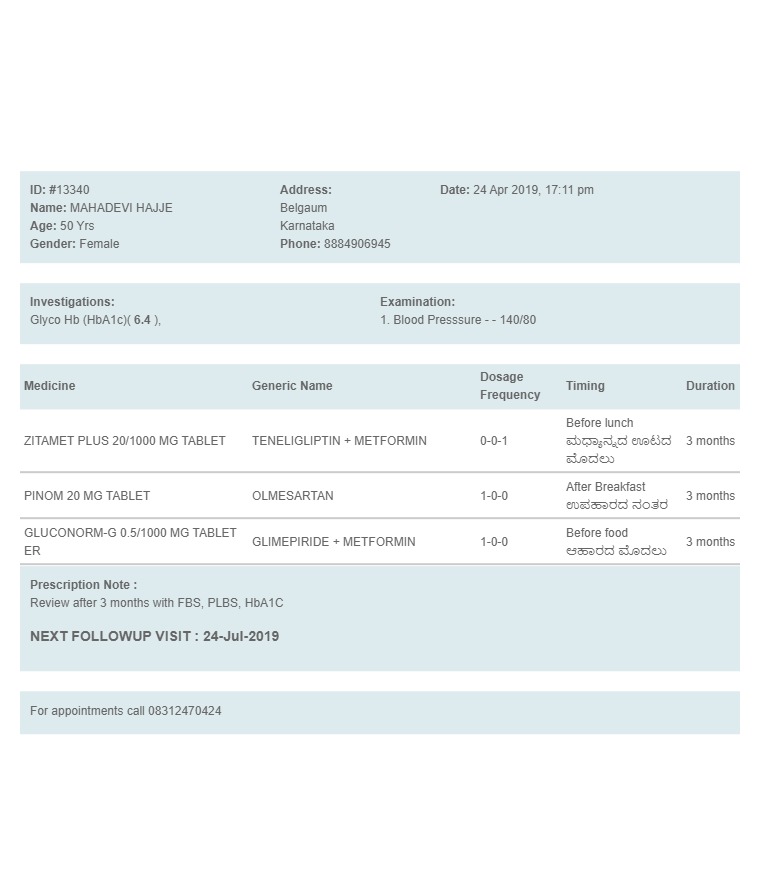 ID: #13340
Name: MAHADEVI HAJJE
Age: 50 Yrs
Gender: Female
Address:
Belgaum
Karnataka
Phone: 8884906945
Date: 24 Apr 2019, 17:11 pm
Investigations:
Glyco Hb (HbA1c)( 6.4 ),
Examination:
1. Blood Presssure - - 140/80
Medicine Generic Name Dosage Frequency Timing Duration
ZITAMET PLUS 20/1000 MG TABLET TENELIGLIPTIN + METFORMIN 0-0-1 Before lunch 3 months
ಮಧ್ಯಾನ್ನದ ಊಟದ
ಮೊದಲು
PINOM 20 MG TABLET OLMESARTAN 1-0-0 After Breakfast 3 months
ಉಪಹಾರದ ನಂತರ
GLUCONORM-G 0.5/1000 MG TABLET ER GLIMEPIRIDE + METFORMIN 1-0-0 Before food 3 months
ಆಹಾರದ ಮೊದಲು
Prescription Note :
Review after 3 months with FBS, PLBS, HbA1C
NEXT FOLLOWUP VISIT : 24-Jul-2019
For appointments call 08312470424